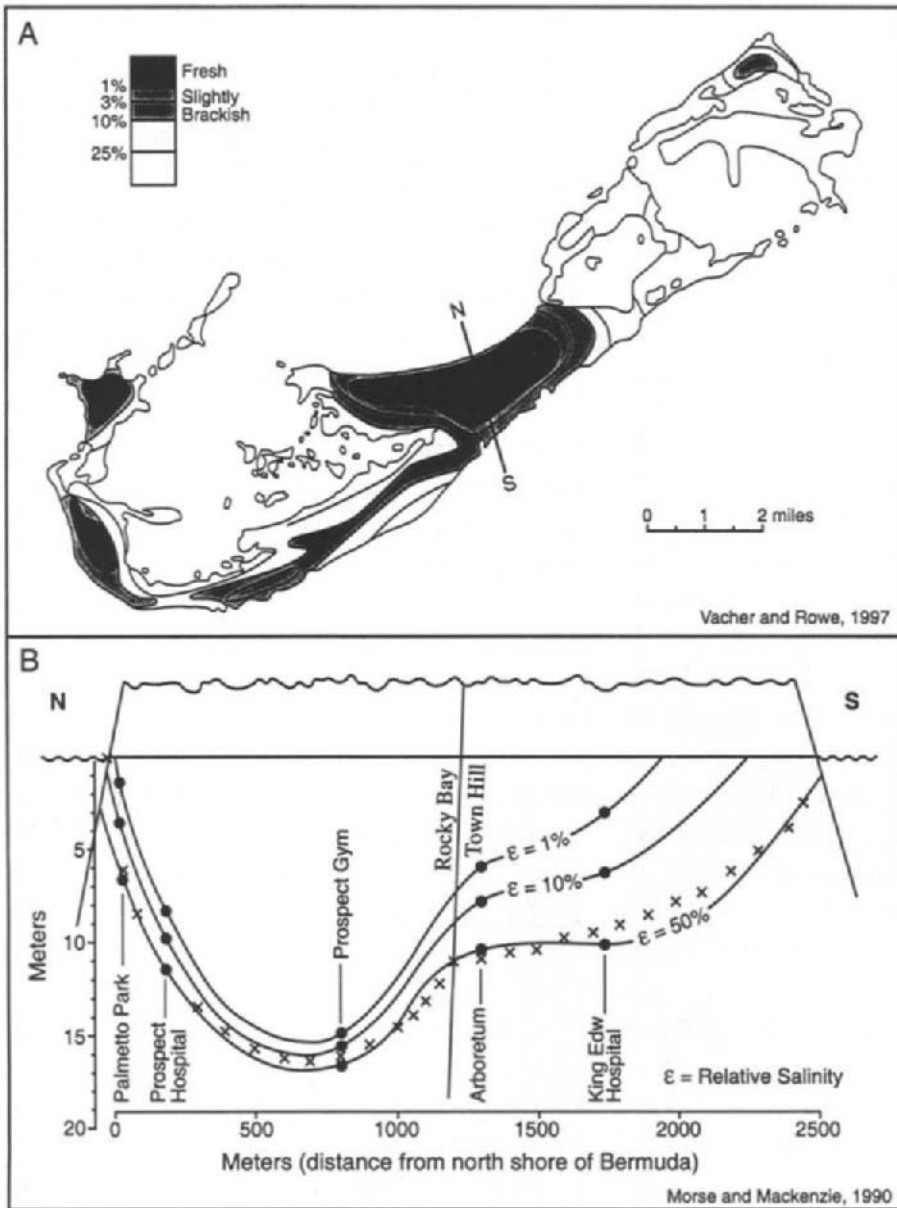 A
Fresh
1%
Slightly
3%
Brackish
10%
25%
N
S
0 1 2 miles
Vacher and Rowe, 1997
B
N
S
Rocky Bay
Town Hill
Prospect Gym
ε = 1%
ε = 10%
ε = 50%
5
10
15
20
Meters
Palmetto Park
Prospect
Hospital
Arboretum
King Edw
Hospital
ε = Relative Salinity
0 500 1000 1500 2000 2500
Meters (distance from north shore of Bermuda)
Morse and Mackenzie, 1990